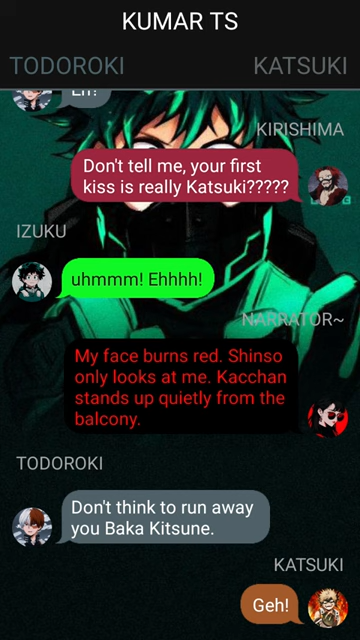 KUMAR TS
TODOROKI
KATSUKI
Eh!
KIRISHIMA
Don't tell me, your first
kiss is really Katsuki?????
IZUKU
uhmmm! Ehhhh!
NARRATOR~
My face burns red. Shinso
only looks at me. Kacchan
stands up quietly from the
balcony.
TODOROKI
Don't think to run away
you Baka Kitsune.
KATSUKI
Geh!